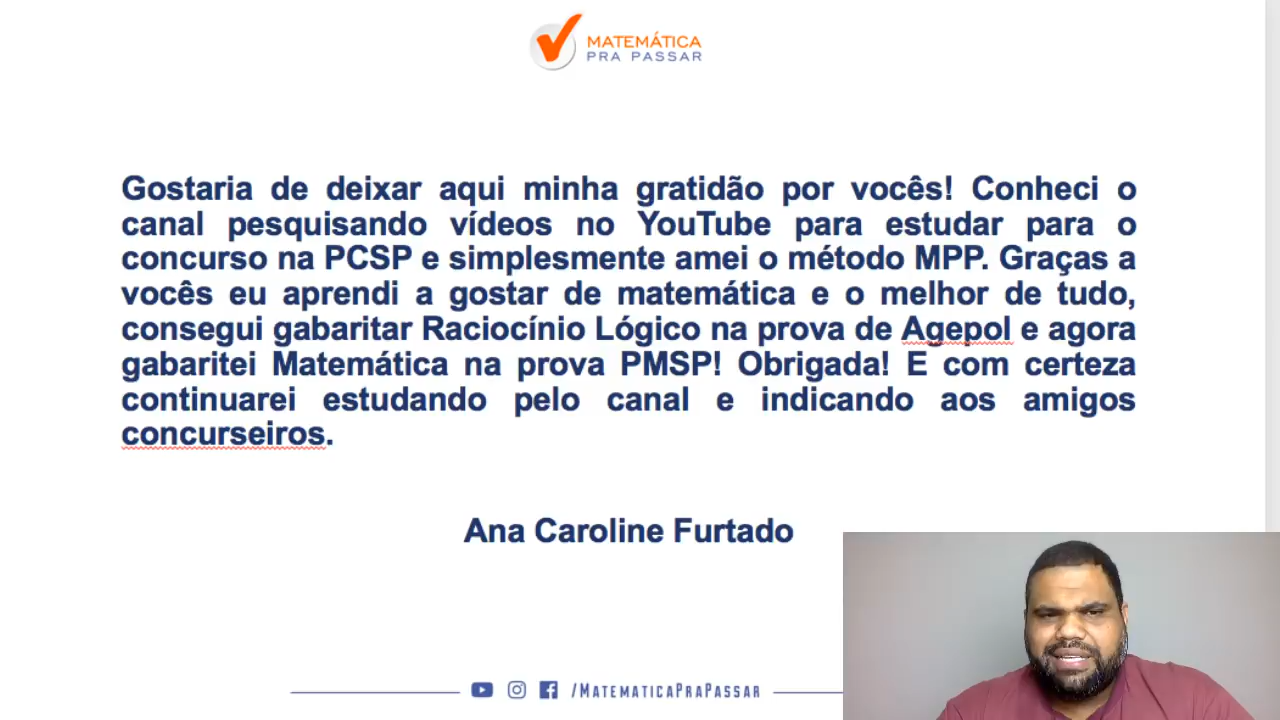 MATEMÁTICA
PRA PASSAR
Gostaria de deixar aqui minha gratidão por vocês! Conheci o
canal pesquisando vídeos no YouTube para estudar para o
concurso na PCSP e simplesmente amei o método MPP. Graças a
vocês eu aprendi a gostar de matemática e o melhor de tudo,
consegui gabaritar Raciocínio Lógico na prova de Agepol e agora
gabaritei Matemática na prova PMSP! Obrigada! E com certeza
continuarei estudando pelo canal e indicando aos amigos
concurseiros.
Ana Caroline Furtado
/MATEMATICAPRAPASSAR